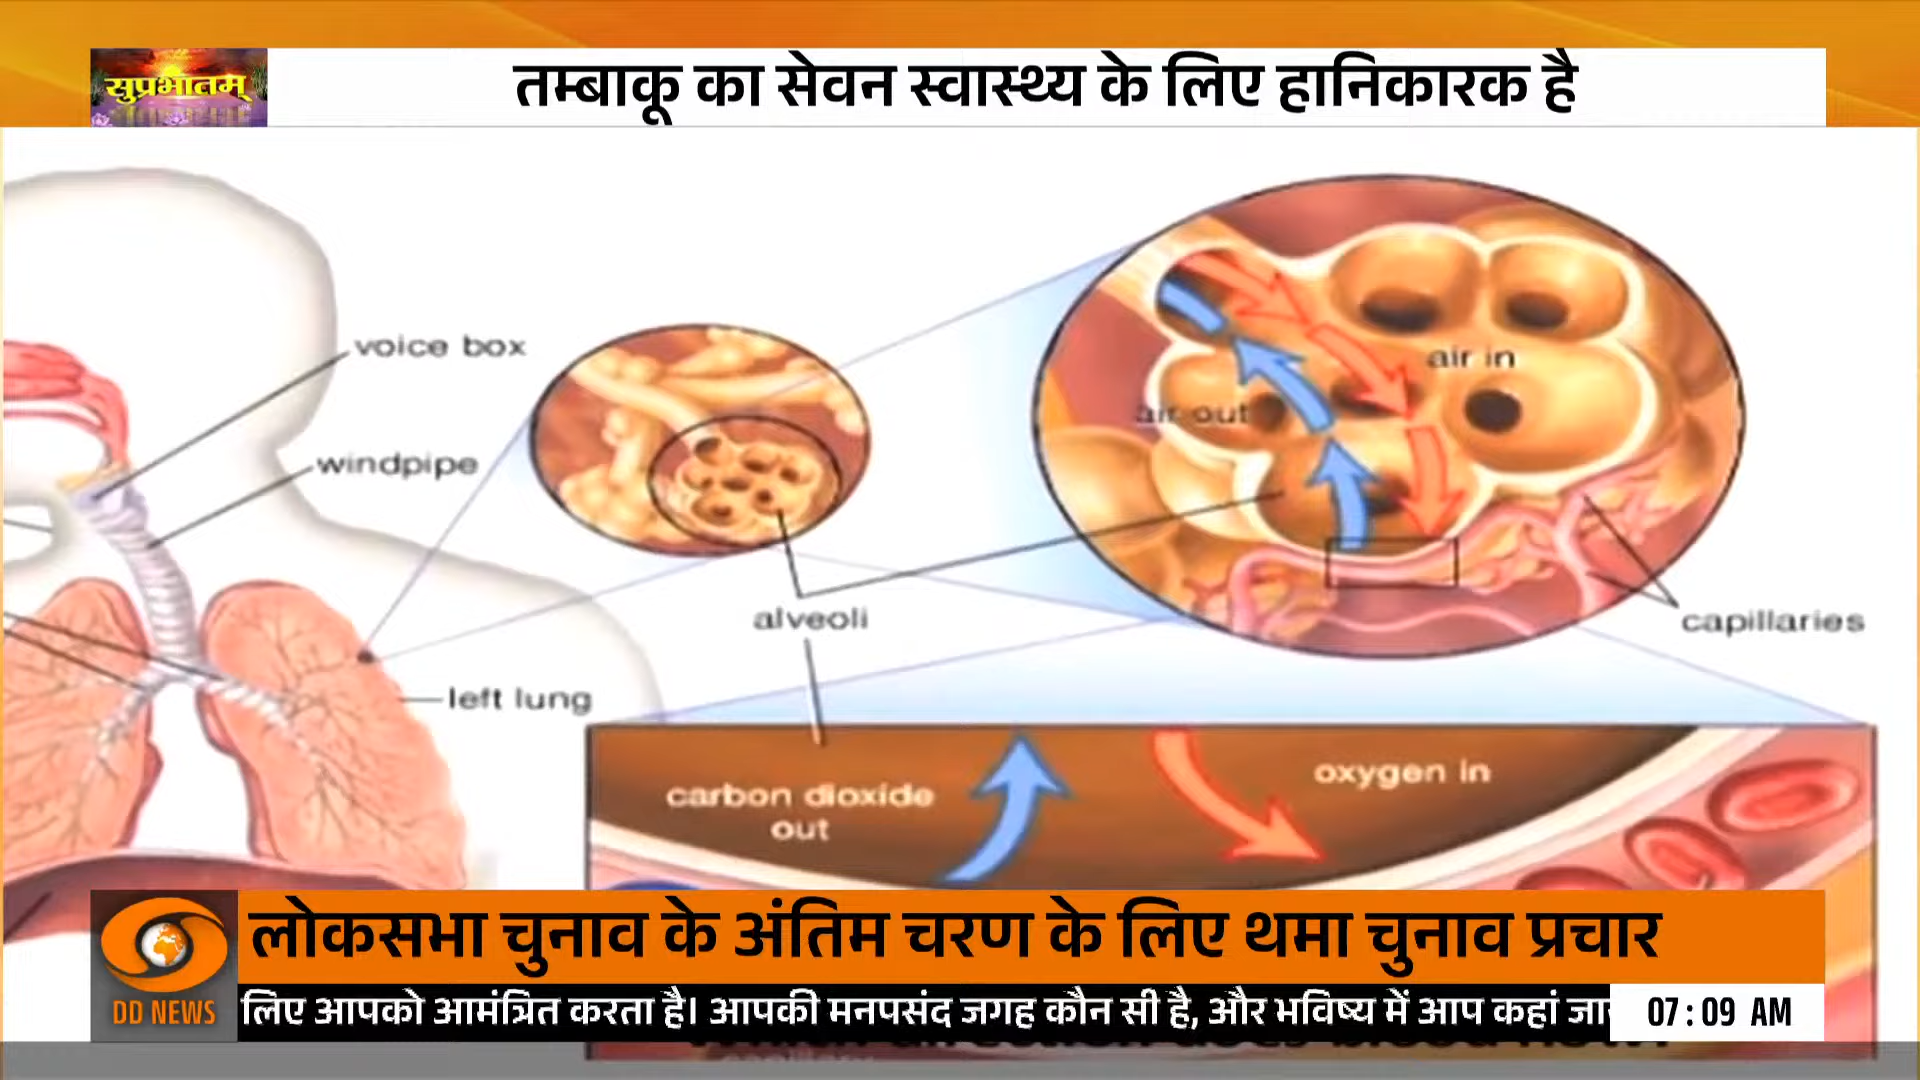 सुप्रभातम्
तम्बाकू का सेवन स्वास्थ्य के लिए हानिकारक है
voice box
windpipe
air in
air out
alveoli
capillaries
left lung
carbon dioxide
out
oxygen in
लोकसभा चुनाव के अंतिम चरण के लिए थमा चुनाव प्रचार
DD NEWS
लिए आपको आमंत्रित करता है। आपकी मनपसंद जगह कौन सी है, और भविष्य में आप कहां
07:09 AM